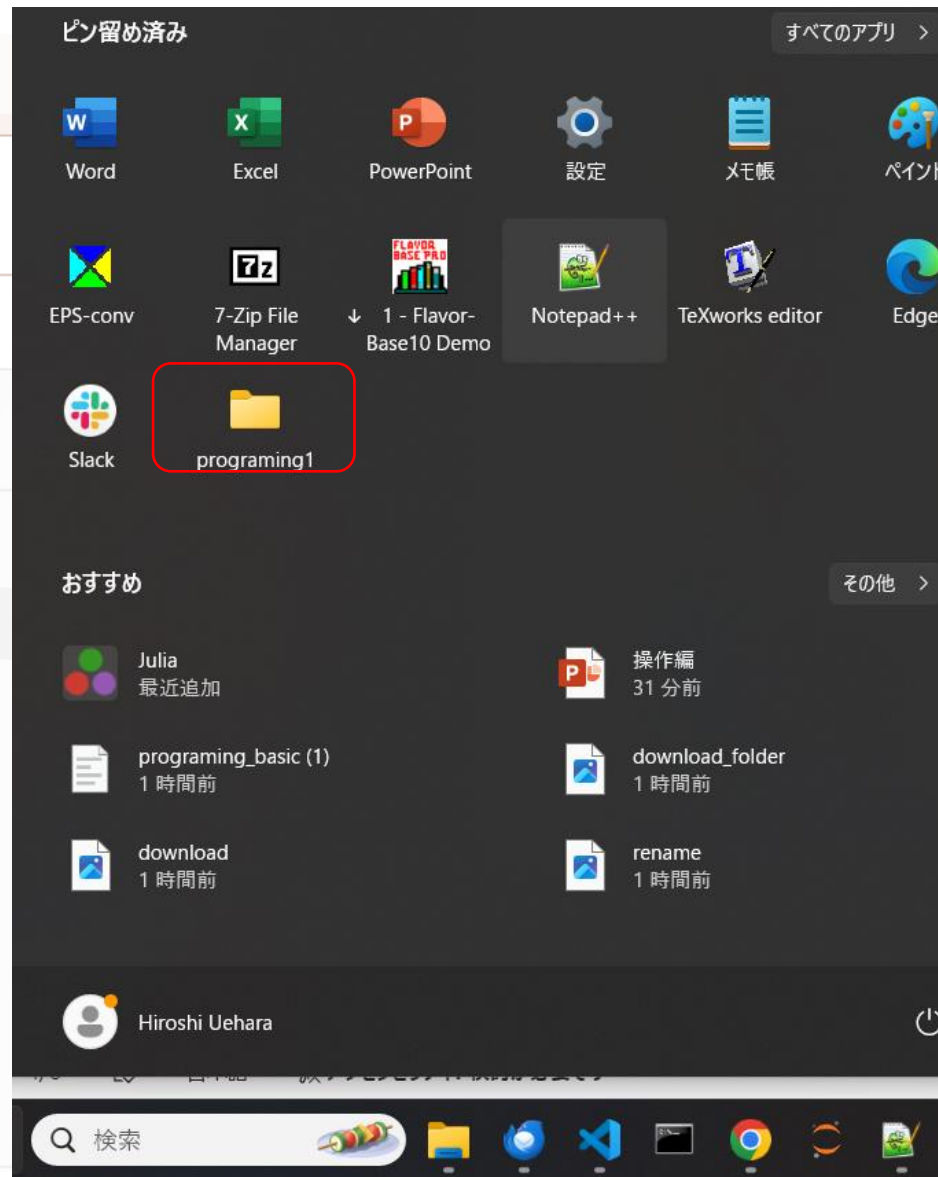 ピン留め済み
すべてのアプリ
Word
Excel
PowerPoint
設定
メモ帳
ペイント
FLAVOR
BASE PRO
EPS-conv
7-Zip File
Manager
↓ 1 - Flavor-
Base10 Demo
Notepad++
TeXworks editor
Edge
Slack
programing1
おすすめ
その他
Julia
最近追加
操作編
31 分前
programing_basic (1)
1 時間前
download_folder
1 時間前
download
1 時間前
rename
1 時間前
Hiroshi Uehara
検索